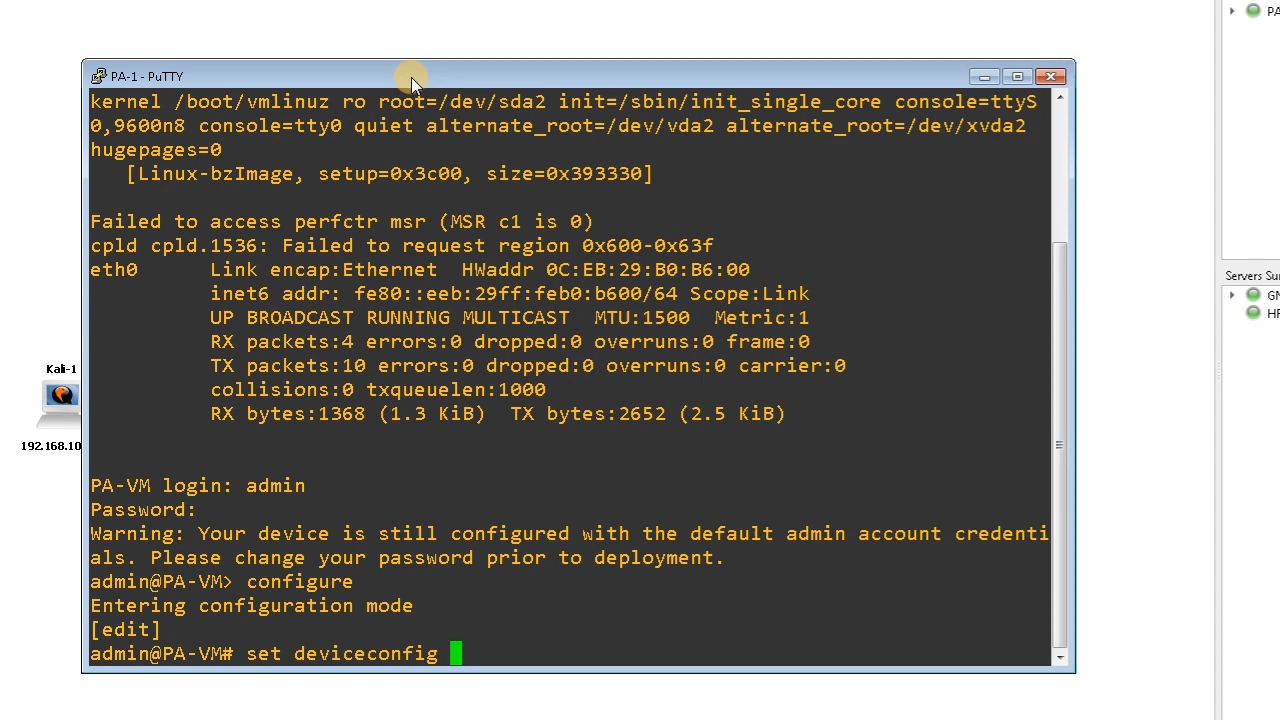 PA
PA-1 - PuTTY
kernel /boot/vmlinuz ro root=/dev/sda2 init=/sbin/init_single_core console=ttyS
0,9600n8 console=tty0 quiet alternate_root=/dev/vda2 alternate_root=/dev/xvda2
hugepages=0
[Linux-bzImage, setup=0x3c00, size=0x393330]
Failed to access perfctr msr (MSR c1 is 0)
cpld cpld.1536: Failed to request region 0x600-0x63f
eth0 Link encap:Ethernet HWaddr 0C:EB:29:B0:B6:00
inet6 addr: fe80::eeb:29ff:feb0:b600/64 Scope:Link
UP BROADCAST RUNNING MULTICAST MTU:1500 Metric:1
RX packets:4 errors:0 dropped:0 overruns:0 frame:0
TX packets:10 errors:0 dropped:0 overruns:0 carrier:0
collisions:0 txqueuelen:1000
RX bytes:1368 (1.3 KiB) TX bytes:2652 (2.5 KiB)
PA-VM login: admin
Password:
Warning: Your device is still configured with the default admin account credenti
als. Please change your password prior to deployment.
admin@PA-VM> configure
Entering configuration mode
[edit]
admin@PA-VM# set deviceconfig
Kali-1
192.168.10
Servers Su
GN
HP